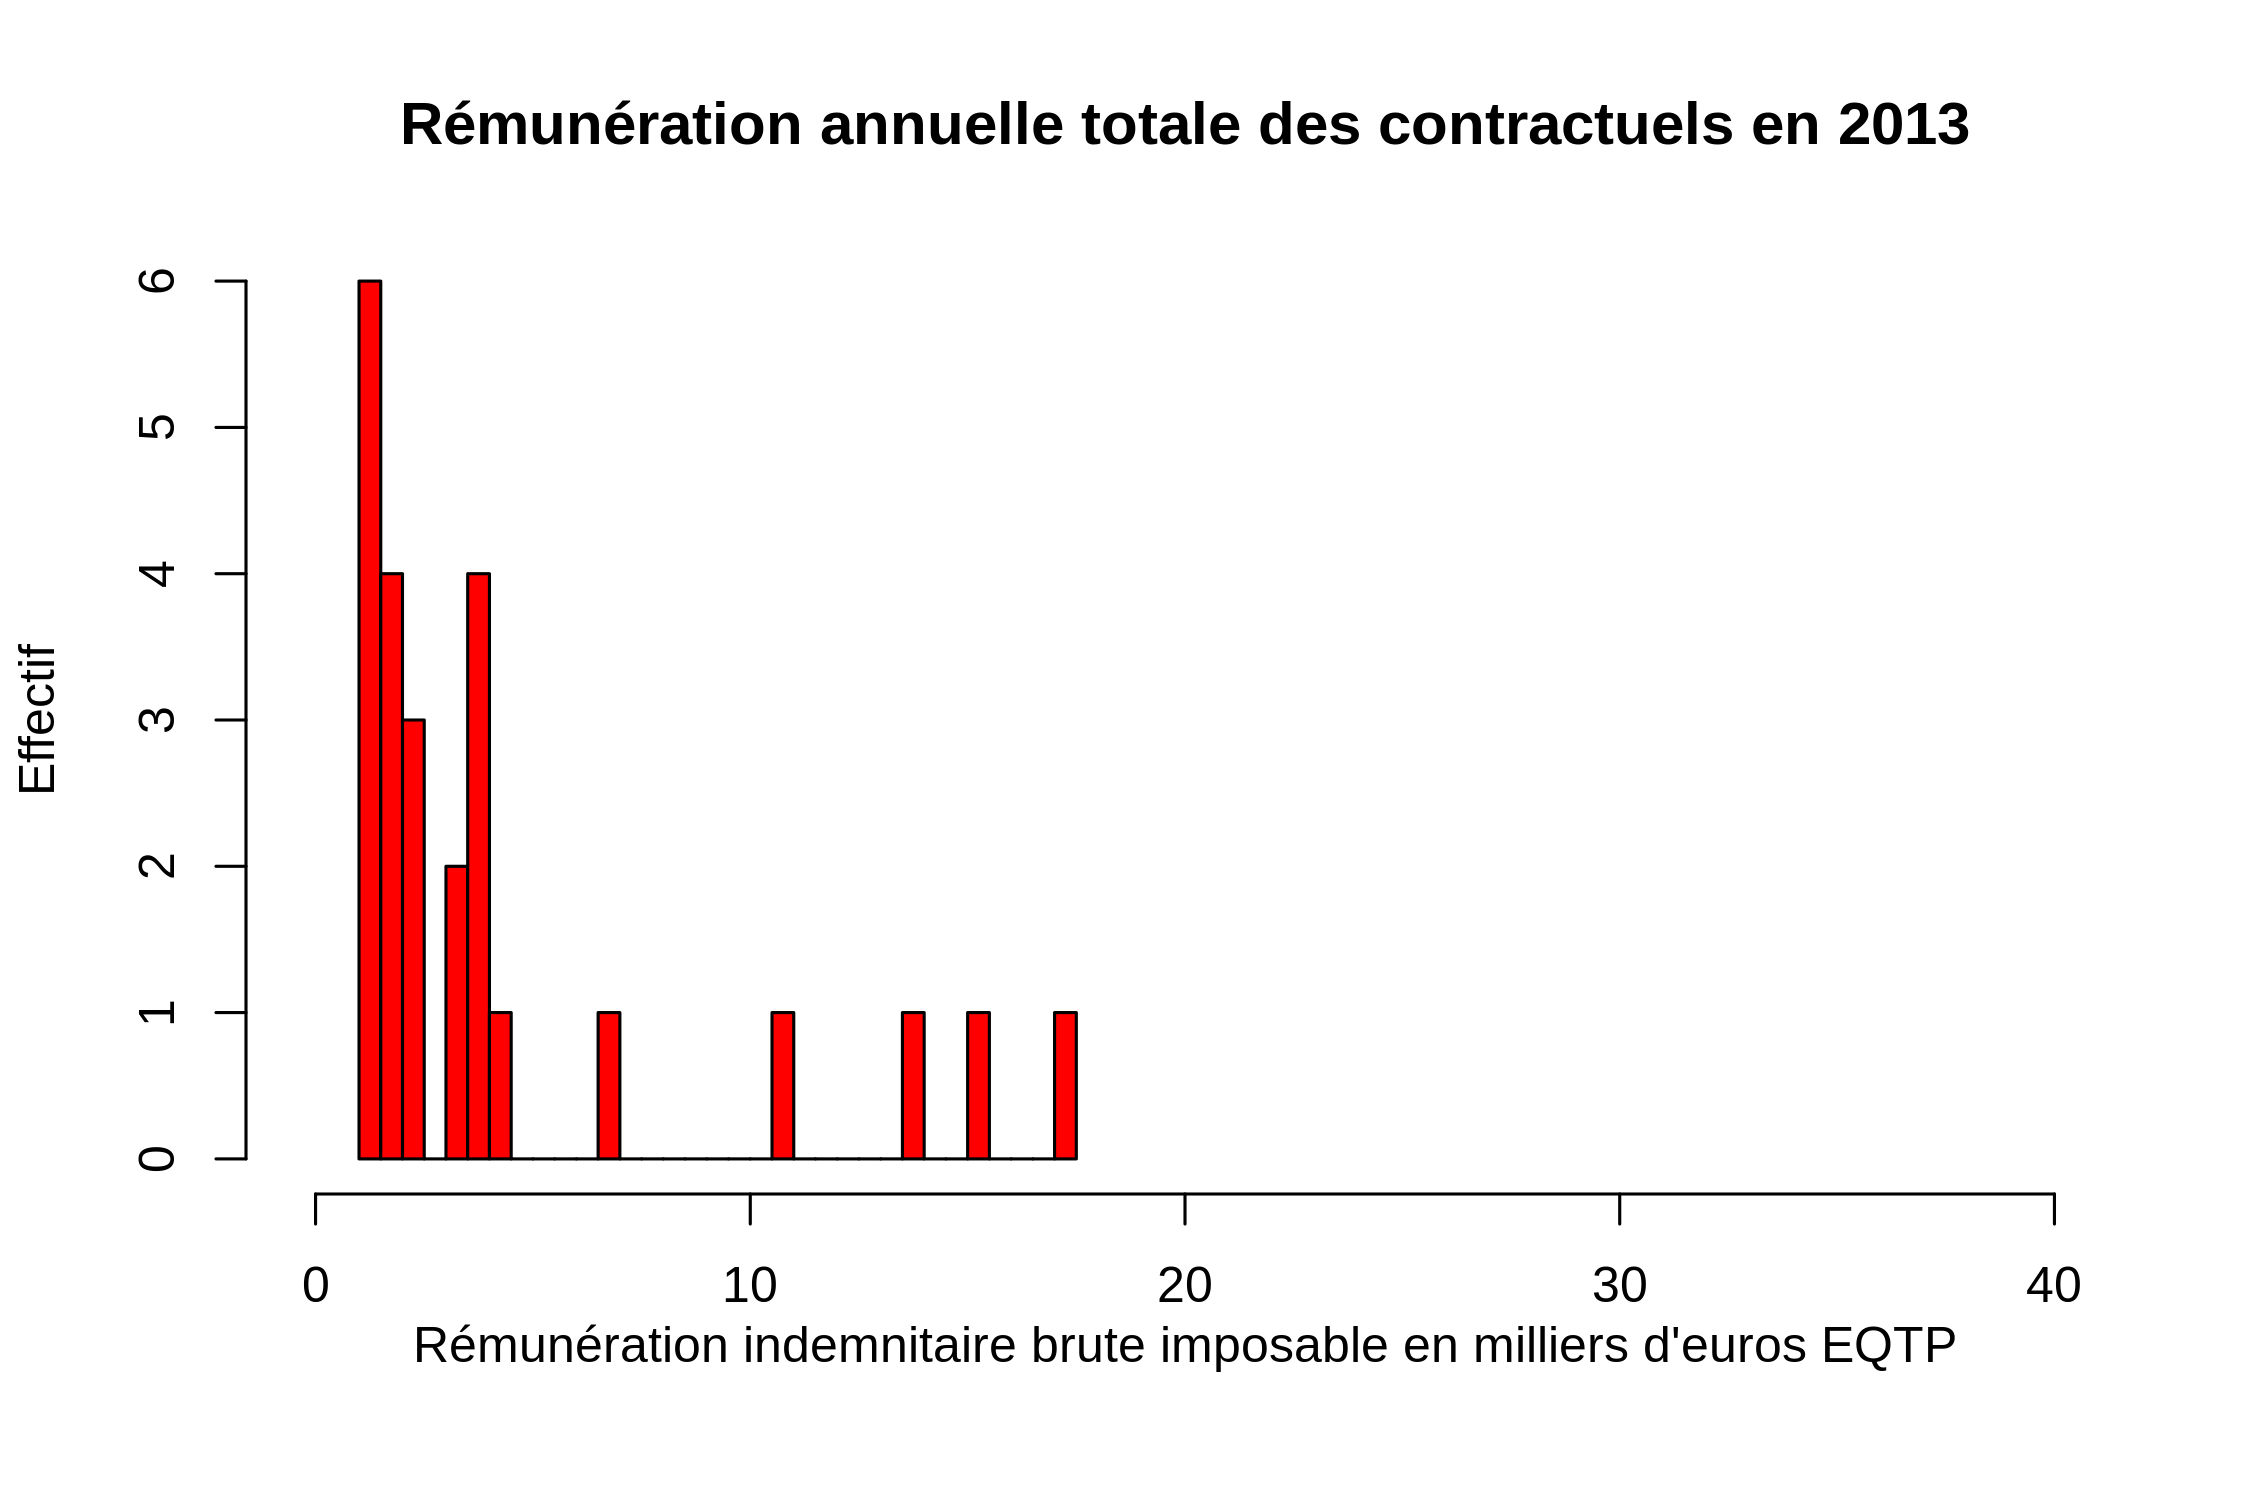 Rémunération annuelle totale des contractuels en 2013
Effectif
6
5
4
3
2
1
0
0 10 20 30 40
Rémunération indemnitaire brute imposable en milliers d'euros EQTP